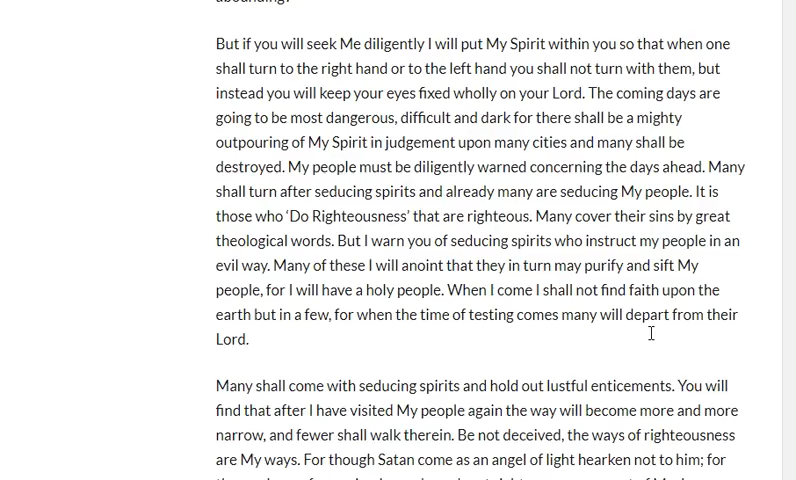 abounding?
But if you will seek Me diligently I will put My Spirit within you so that when one
shall turn to the right hand or to the left hand you shall not turn with them, but
instead you will keep your eyes fixed wholly on your Lord. The coming days are
going to be most dangerous, difficult and dark for there shall be a mighty
outpouring of My Spirit in judgement upon many cities and many shall be
destroyed. My people must be diligently warned concerning the days ahead. Many
shall turn after seducing spirits and already many are seducing My people. It is
those who ‘Do Righteousness’ that are righteous. Many cover their sins by great
theological words. But I warn you of seducing spirits who instruct my people in an
evil way. Many of these I will anoint that they in turn may purify and sift My
people, for I will have a holy people. When I come I shall not find faith upon the
earth but in a few, for when the time of testing comes many will depart from their
Lord.
Many shall come with seducing spirits and hold out lustful enticements. You will
find that after I have visited My people again the way will become more and more
narrow, and fewer shall walk therein. Be not deceived, the ways of righteousness
are My ways. For though Satan come as an angel of light hearken not to him; for